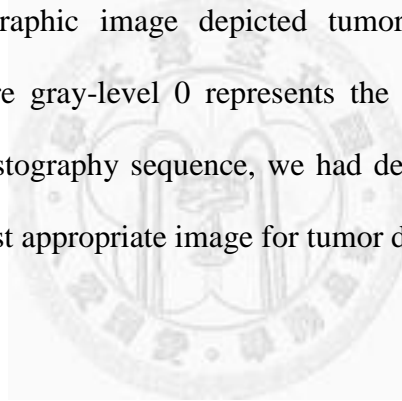 raphic image depicted tumor
re gray-level 0 represents the
stography sequence, we had de
st appropriate image for tumor d